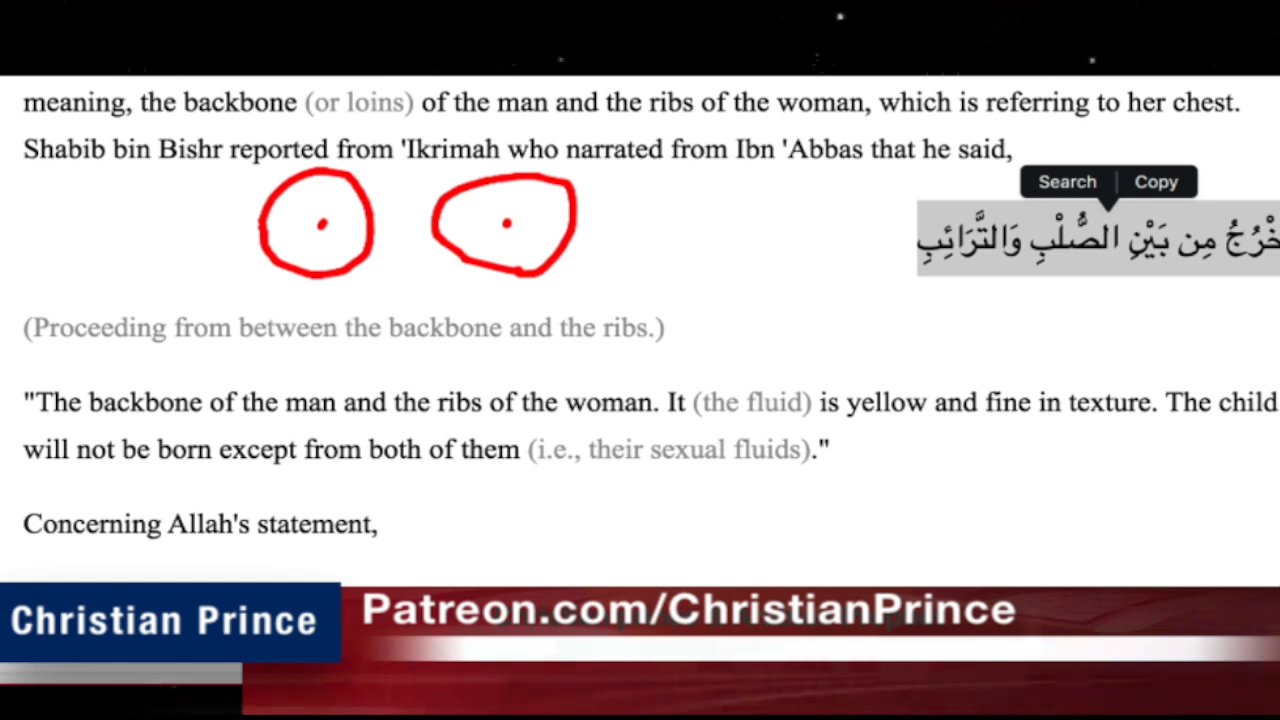 meaning, the backbone (or loins) of the man and the ribs of the woman, which is referring to her chest.
Shabib bin Bishr reported from 'Ikrimah who narrated from Ibn 'Abbas that he said,
Search Copy
خْرُجُ مِن بَيْنِ الصُّلْبِ وَالتَّرَائِبِ
(Proceeding from between the backbone and the ribs.)
"The backbone of the man and the ribs of the woman. It (the fluid) is yellow and fine in texture. The child
will not be born except from both of them (i.e., their sexual fluids)."
Concerning Allah's statement,
Christian Prince
Patreon.com/ChristianPrince